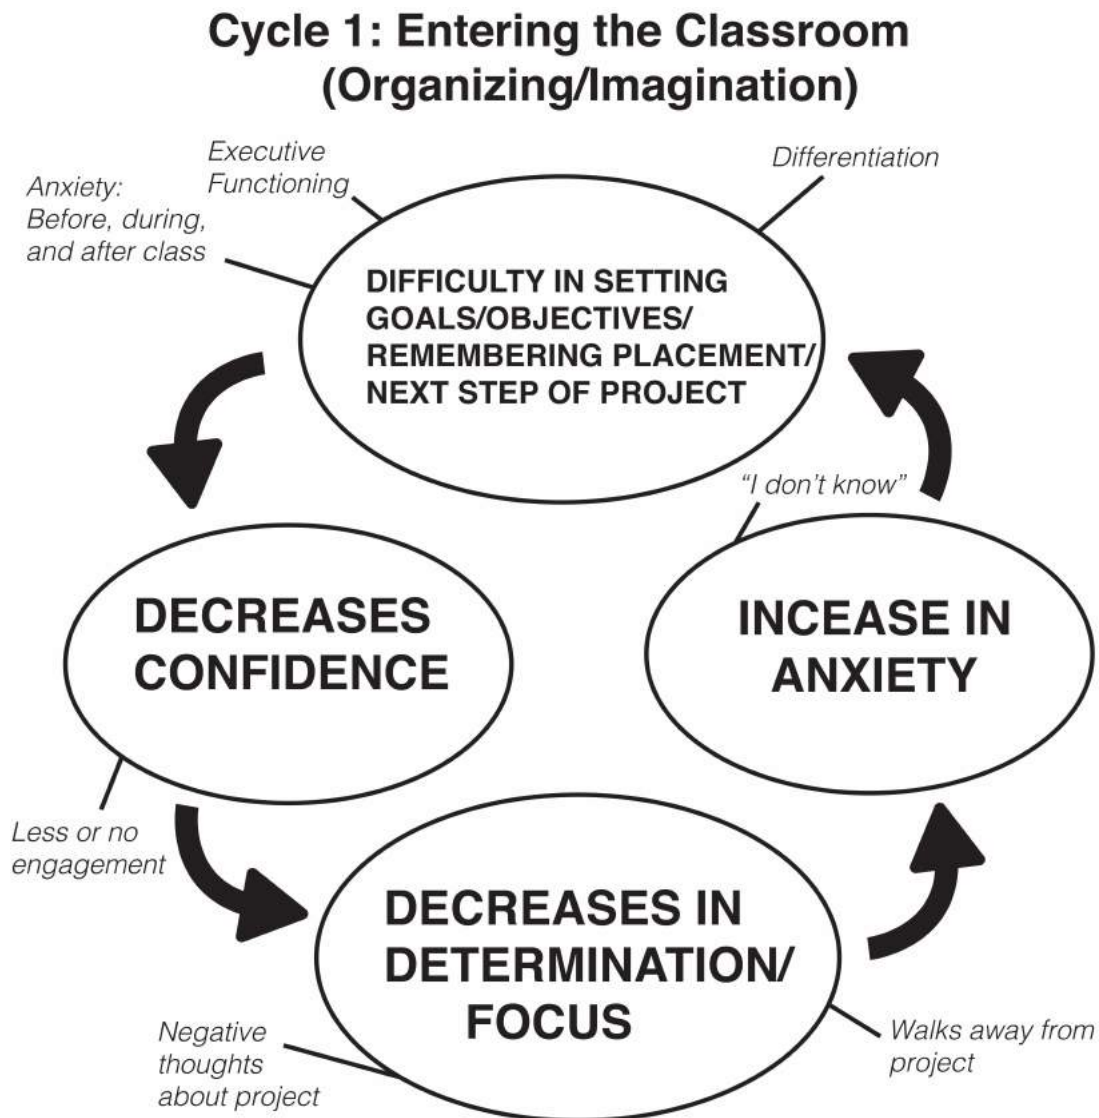 Cycle 1: Entering the Classroom
(Organizing/Imagination)
Executive
Functioning
Differentiation
Anxiety:
Before, during,
and after class
DIFFICULTY IN SETTING
GOALS/OBJECTIVES/
REMEMBERING PLACEMENT/
NEXT STEP OF PROJECT
“I don’t know”
DECREASES
CONFIDENCE
INCEASE IN
ANXIETY
Less or no
engagement
DECREASES IN
DETERMINATION/
FOCUS
Negative
thoughts
about project
Walks away from
project